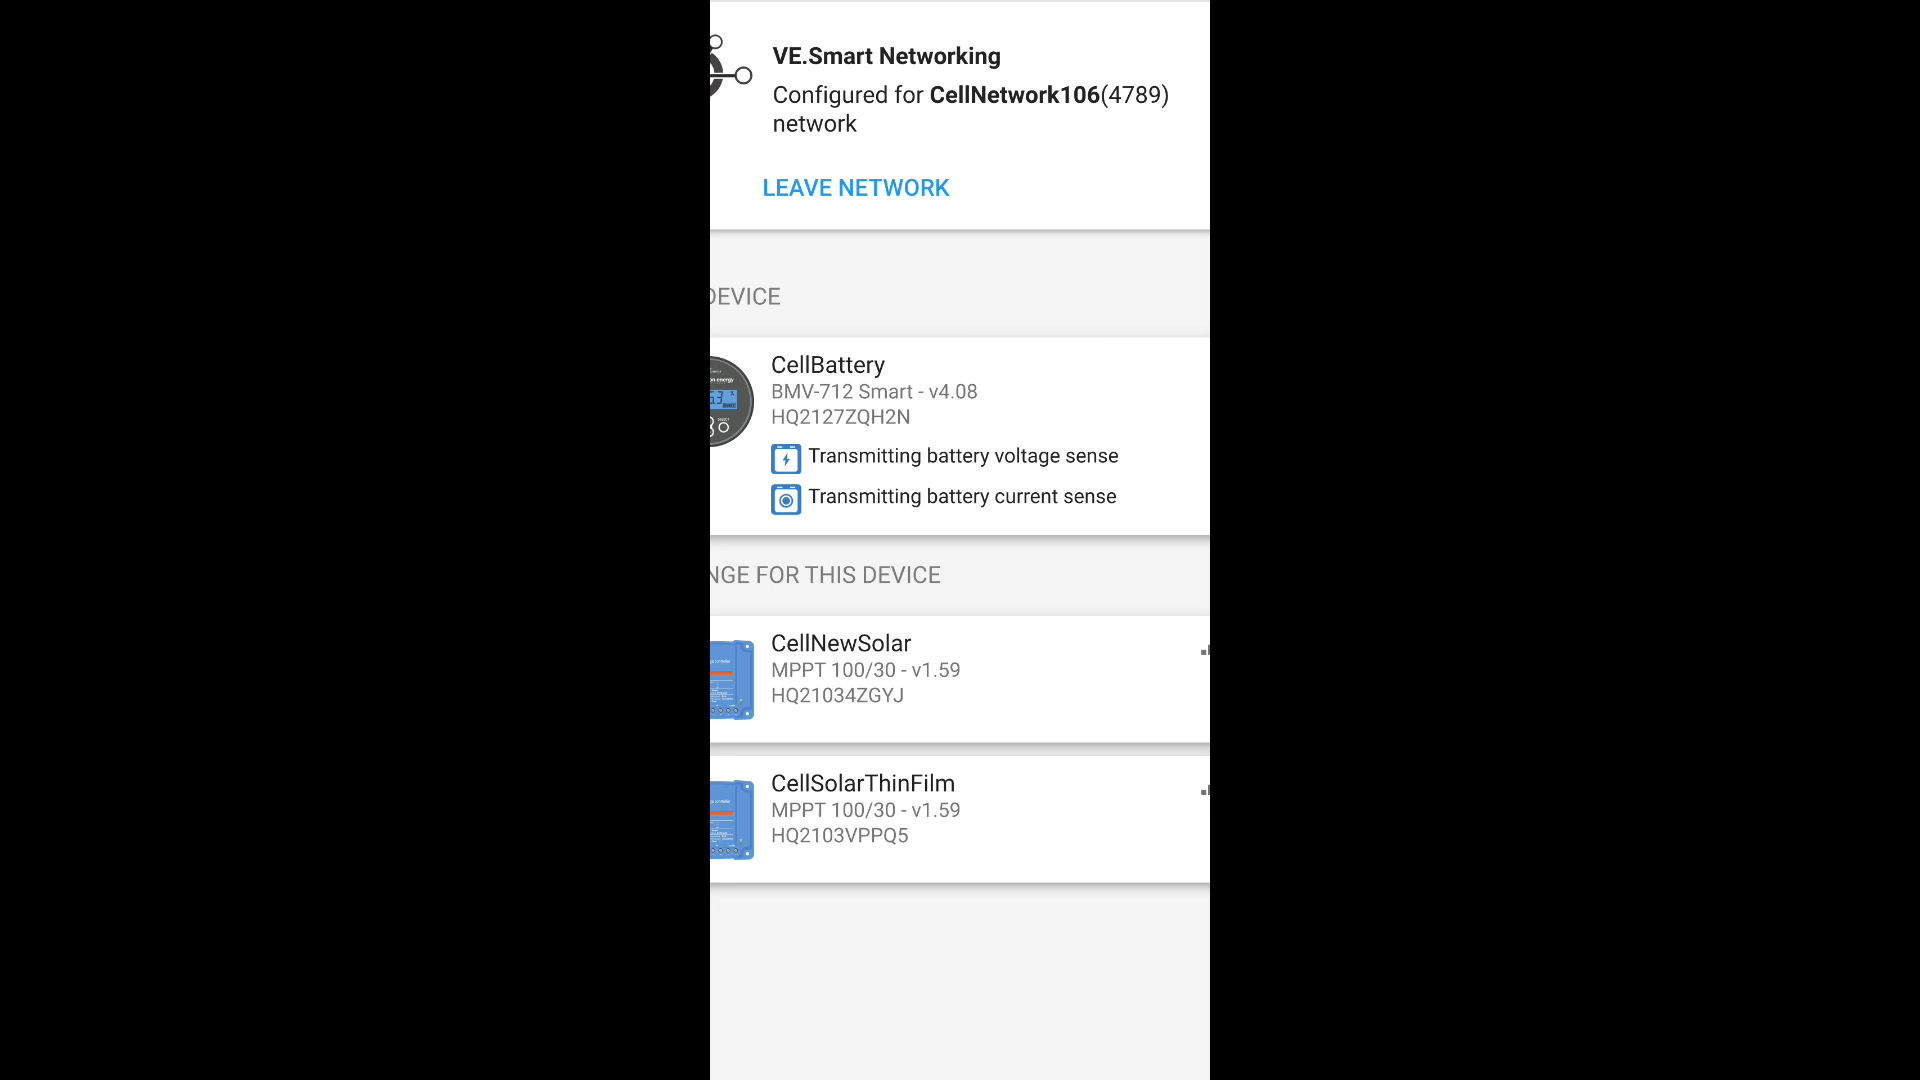 VE.Smart Networking
Configured for CellNetwork106(4789)
network
LEAVE NETWORK
DEVICE
CellBattery
BMV-712 Smart - v4.08
HQ2127ZQH2N
Transmitting battery voltage sense
Transmitting battery current sense
NGE FOR THIS DEVICE
CellNewSolar
MPPT 100/30 - v1.59
HQ21034ZGYJ
CellSolarThinFilm
MPPT 100/30 - v1.59
HQ2103VPPQ5